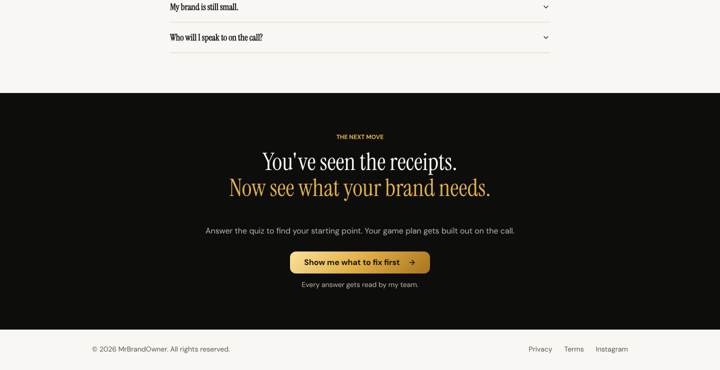 My brand is still small.
Who will I speak to on the call?
THE NEXT MOVE
You've seen the receipts.
Now see what your brand needs.
Answer the quiz to find your starting point. Your game plan gets built out on the call.
Show me what to fix first →
Every answer gets read by my team.
© 2026 MrBrandOwner. All rights reserved.
Privacy Terms Instagram